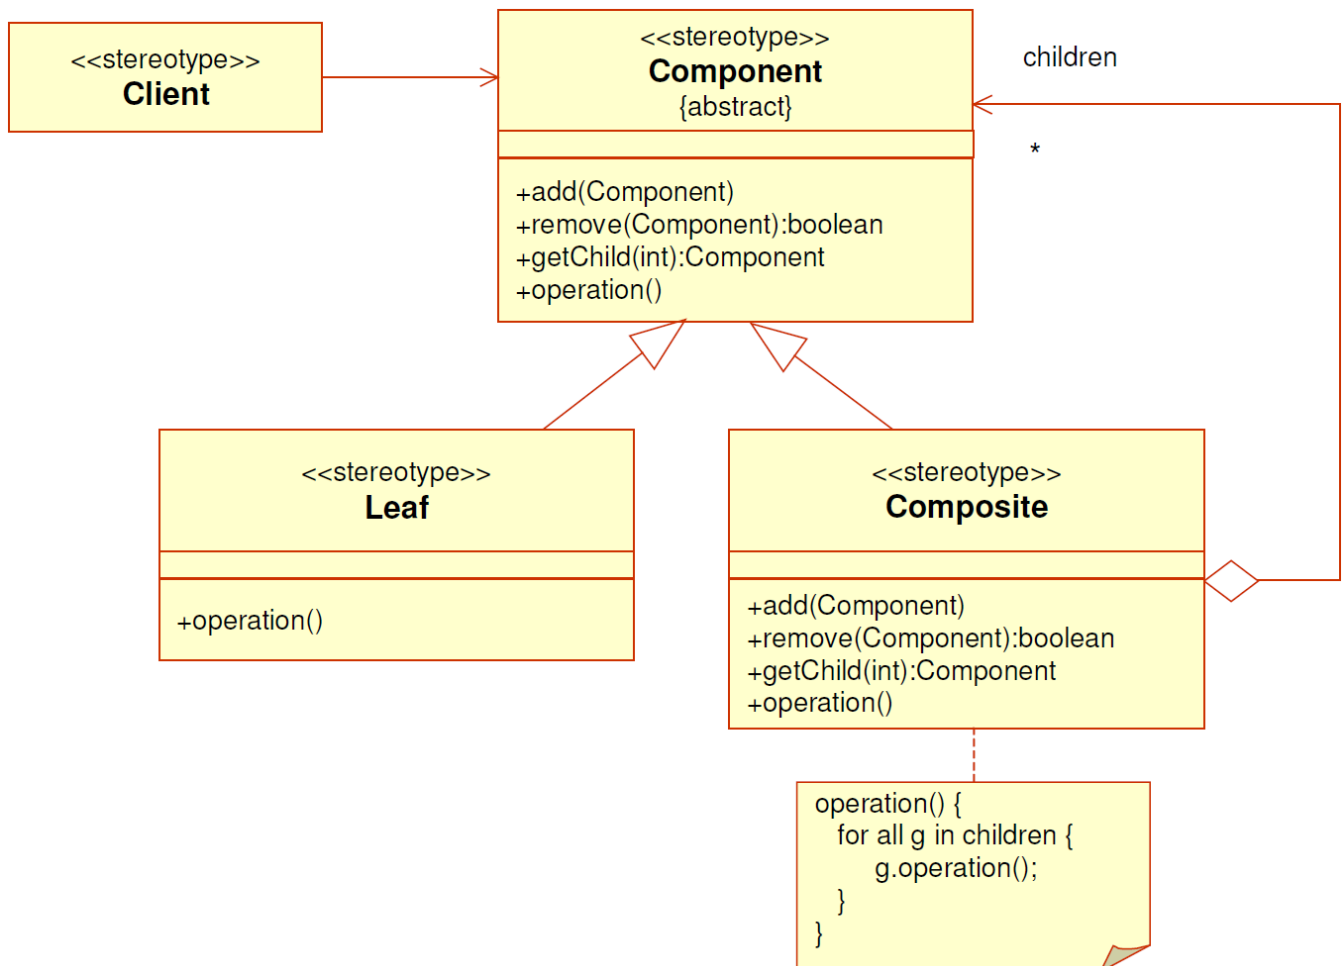 <<stereotype>>
Client
<<stereotype>>
Component
{abstract}
children
*
+add(Component)
+remove(Component):boolean
+getChild(int):Component
+operation()
<<stereotype>>
Leaf
+operation()
<<stereotype>>
Composite
+add(Component)
+remove(Component):boolean
+getChild(int):Component
+operation()
operation() {
for all g in children {
g.operation();
}
}